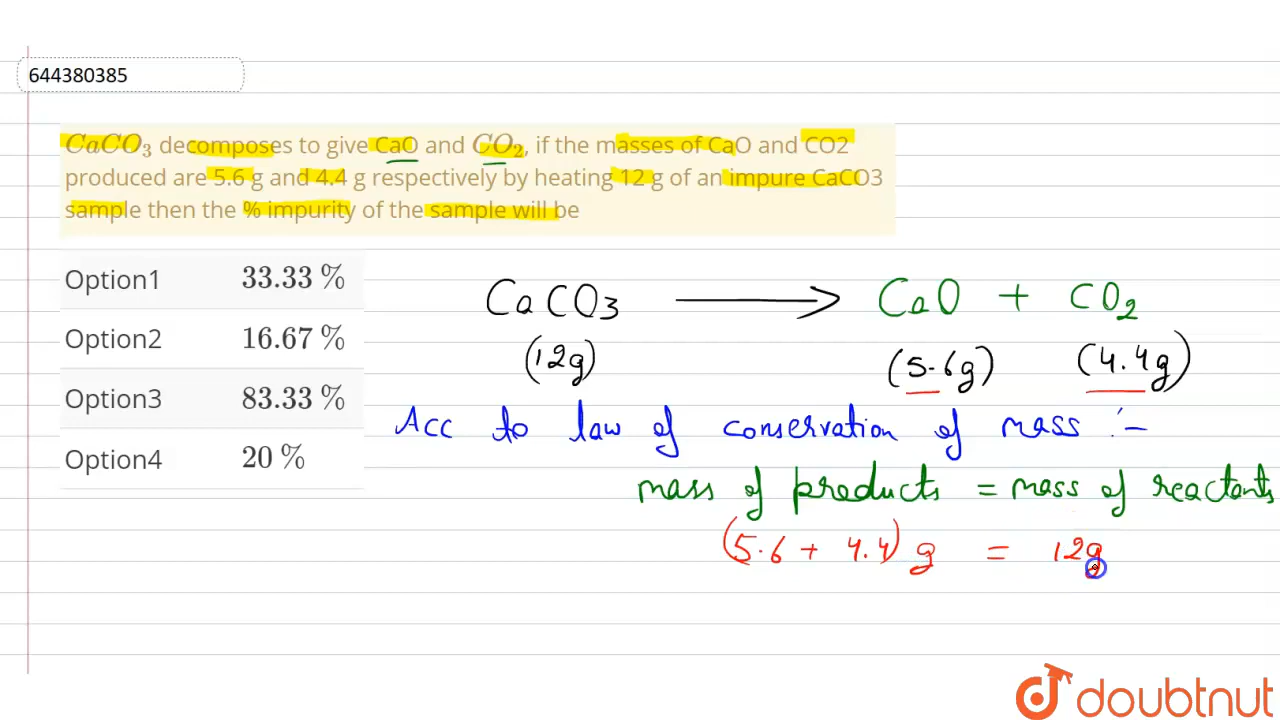 644380385
CaCO3 decomposes to give CaO and CO2, if the masses of CaO and CO2
produced are 5.6 g and 4.4 g respectively by heating 12 g of an impure CaCO3
sample then the % impurity of the sample will be
Option1 33.33 %
Option2 16.67 %
Option3 83.33 %
Option4 20 %
CaCO3 ⟶ CaO + CO2
(12g) (5.6g) (4.4g)
Acc to law of conservation of mass :-
mass of products = mass of reactants
(5.6 + 4.4) g = 12g
doubtnut